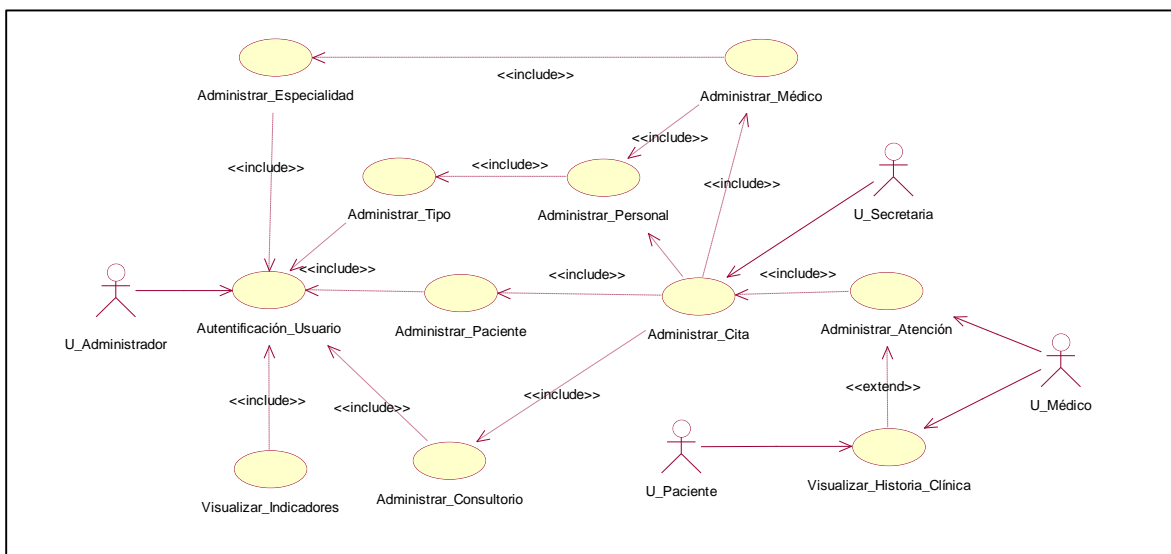 <<include>>
Administrar_Especialidad
Administrar_Médico
<<include>>
<<include>>
<<include>>
<<include>>
Administrar_Tipo
Administrar_Personal
U_Secretaria
<<include>>
<<include>>
<<include>>
Autentificación_Usuario
Administrar_Paciente
Administrar_Cita
Administrar_Atención
U_Administrador
U_Médico
<<extend>>
<<include>>
<<include>>
<<include>>
U_Paciente
Visualizar_Indicadores
Administrar_Consultorio
Visualizar_Historia_Clínica